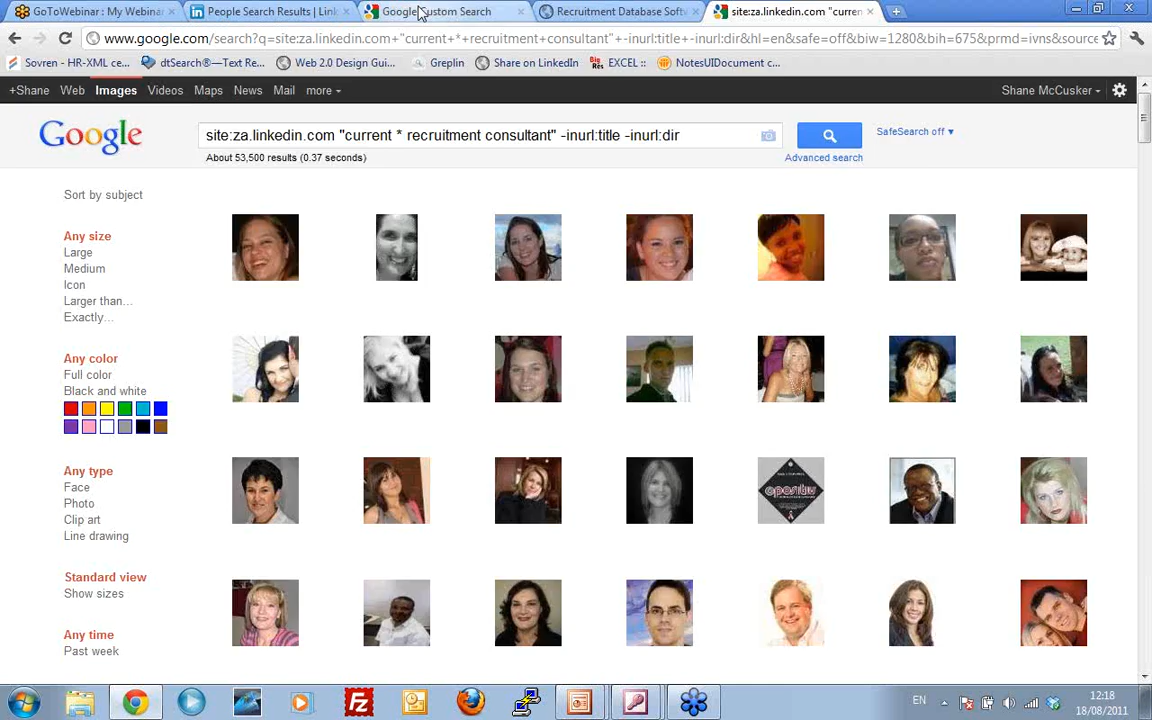 GoToWebinar : My Webinar
People Search Results | Link
Google Custom Search
Recruitment Database Softw
site:za.linkedin.com "curren
www.google.com/search?q=site:za.linkedin.com+"current+*+recruitment+consultant"+-inurl:title+-inurl:dir&hl=en&safe=off&biw=1280&bih=675&prmd=ivns&source
Sovren - HR-XML ce...
dtSearch®—Text Re...
Web 2.0 Design Gui...
Greplin
Share on LinkedIn
Big Res
EXCEL ::
NotesUIDocument c...
+Shane Web Images Videos Maps News Mail more
Shane McCusker
Google
site:za.linkedin.com "current * recruitment consultant" -inurl:title -inurl:dir
SafeSearch off ▼
About 53,500 results (0.37 seconds)
Advanced search
Sort by subject
Any size
Large
Medium
Icon
Larger than...
Exactly...
Any color
Full color
Black and white
Any type
Face
Photo
Clip art
Line drawing
Standard view
Show sizes
Any time
Past week
EN
12:18
18/08/2011